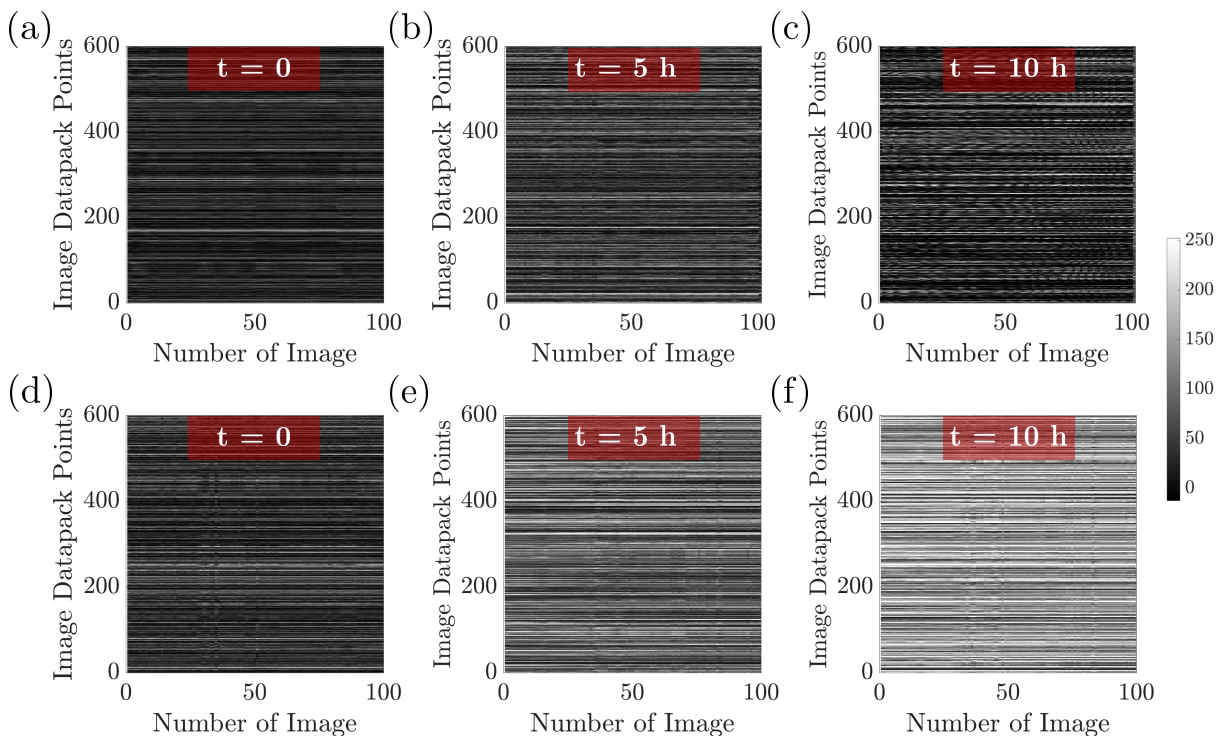 (a)
(b)
(c)
600
400
200
0
0
50
100
Image Datapack Points
Number of Image
t = 0
600
400
200
0
0
50
100
Image Datapack Points
Number of Image
t = 5 h
600
400
200
0
0
50
100
Image Datapack Points
Number of Image
t = 10 h
250
200
150
100
50
0
(d)
(e)
(f)
600
400
200
0
0
50
100
Image Datapack Points
Number of Image
t = 0
600
400
200
0
0
50
100
Image Datapack Points
Number of Image
t = 5 h
600
400
200
0
0
50
100
Image Datapack Points
Number of Image
t = 10 h